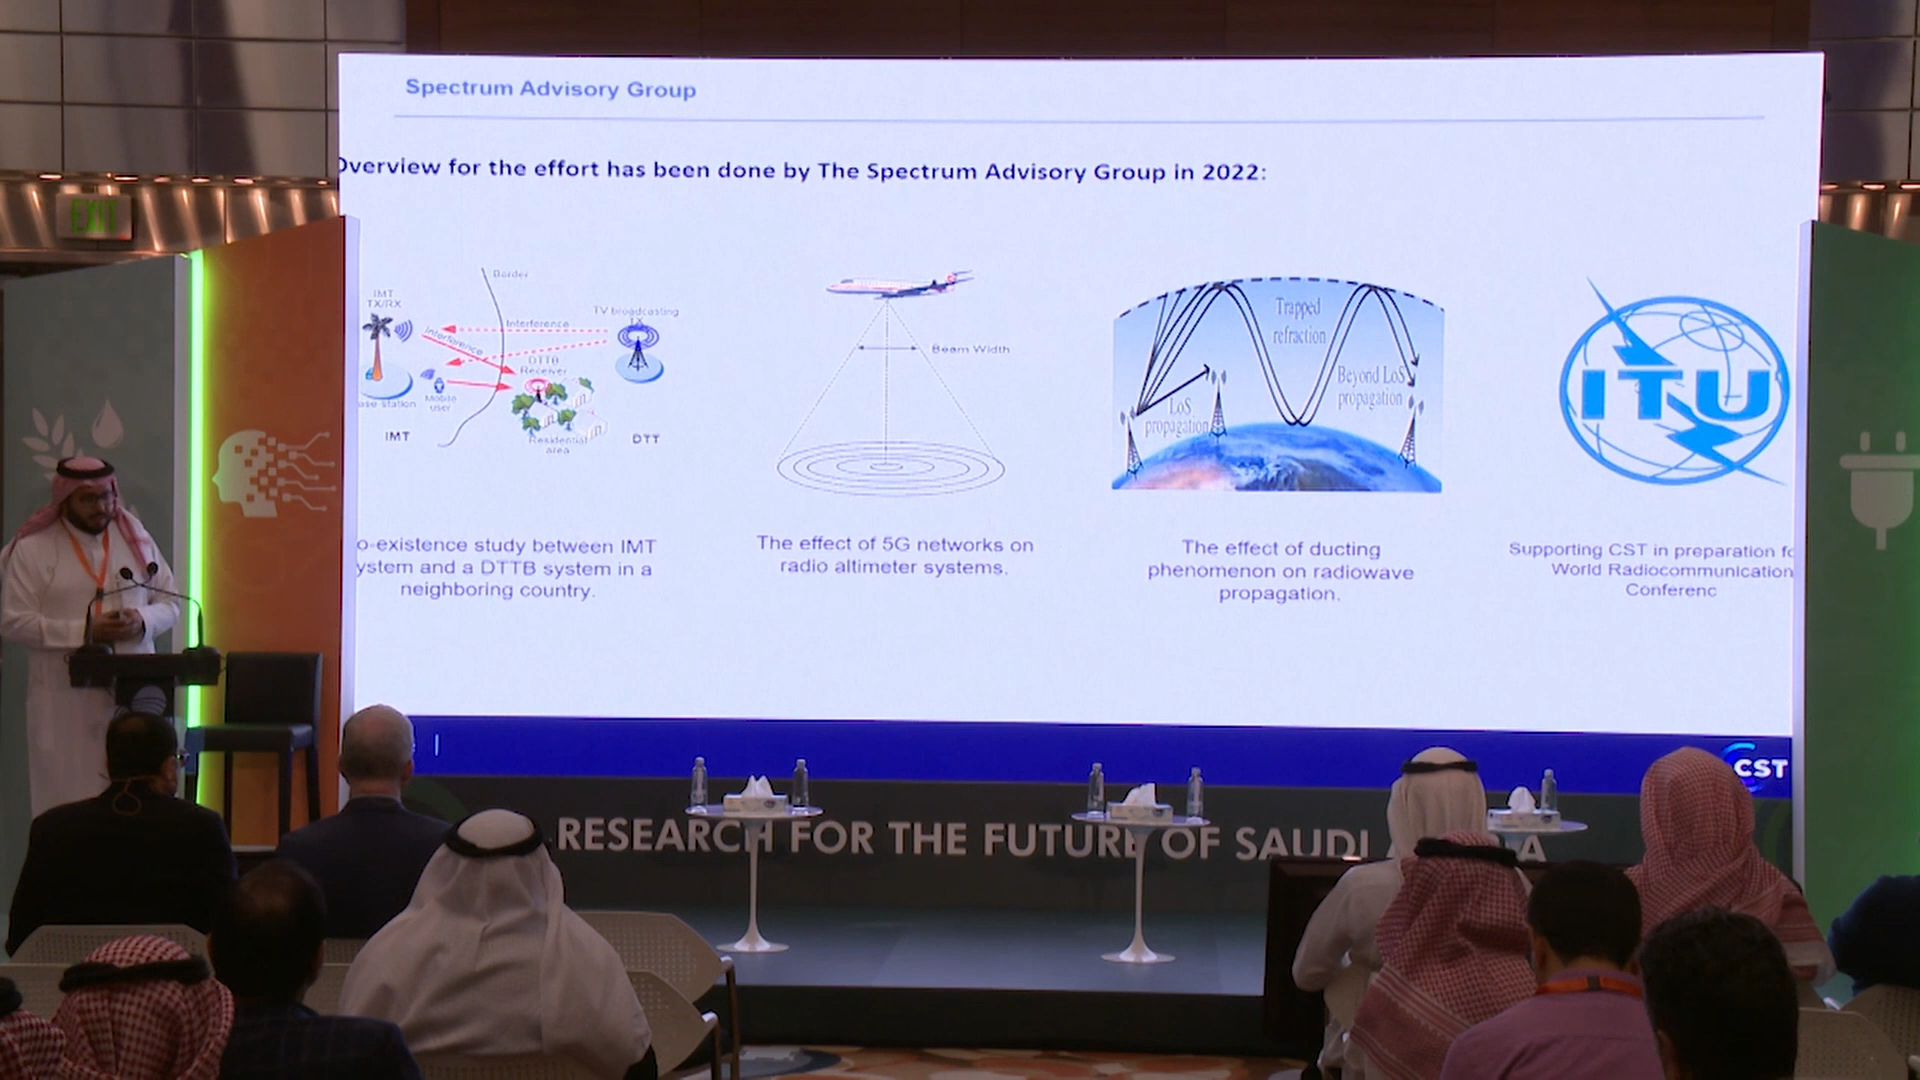 Spectrum Advisory Group
Overview for the effort has been done by The Spectrum Advisory Group in 2022:
EXIT
Border
IMT
TX/RX
TV broadcasting
TX
Interference
Interference
DTTB
Receiver
Mobile
user
ase-station
Residential
area
IMT
DTT
Beam Width
Trapped
refraction
LoS
propagation
Beyond LoS
propagation
ITU
o-existence study between IMT
ystem and a DTTB system in a
neighboring country.
The effect of 5G networks on
radio altimeter systems.
The effect of ducting
phenomenon on radiowave
propagation.
Supporting CST in preparation fo
World Radiocommunication
Conferenc
CST
RESEARCH FOR THE FUTURE OF SAUDI A A